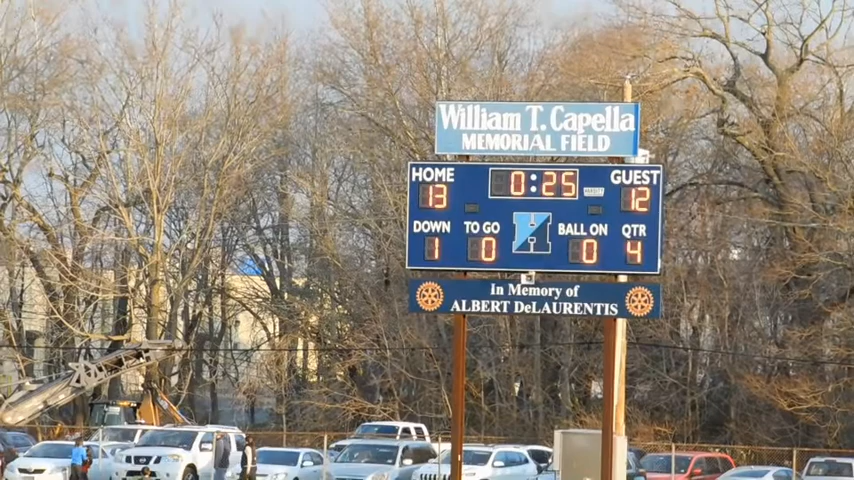 William T. Capella
MEMORIAL FIELD
HOME 0:25 GUEST
13 VARSITY 12
DOWN TO GO H BALL ON QTR
1 0 0 4
In Memory of
ALBERT DeLAURENTIS